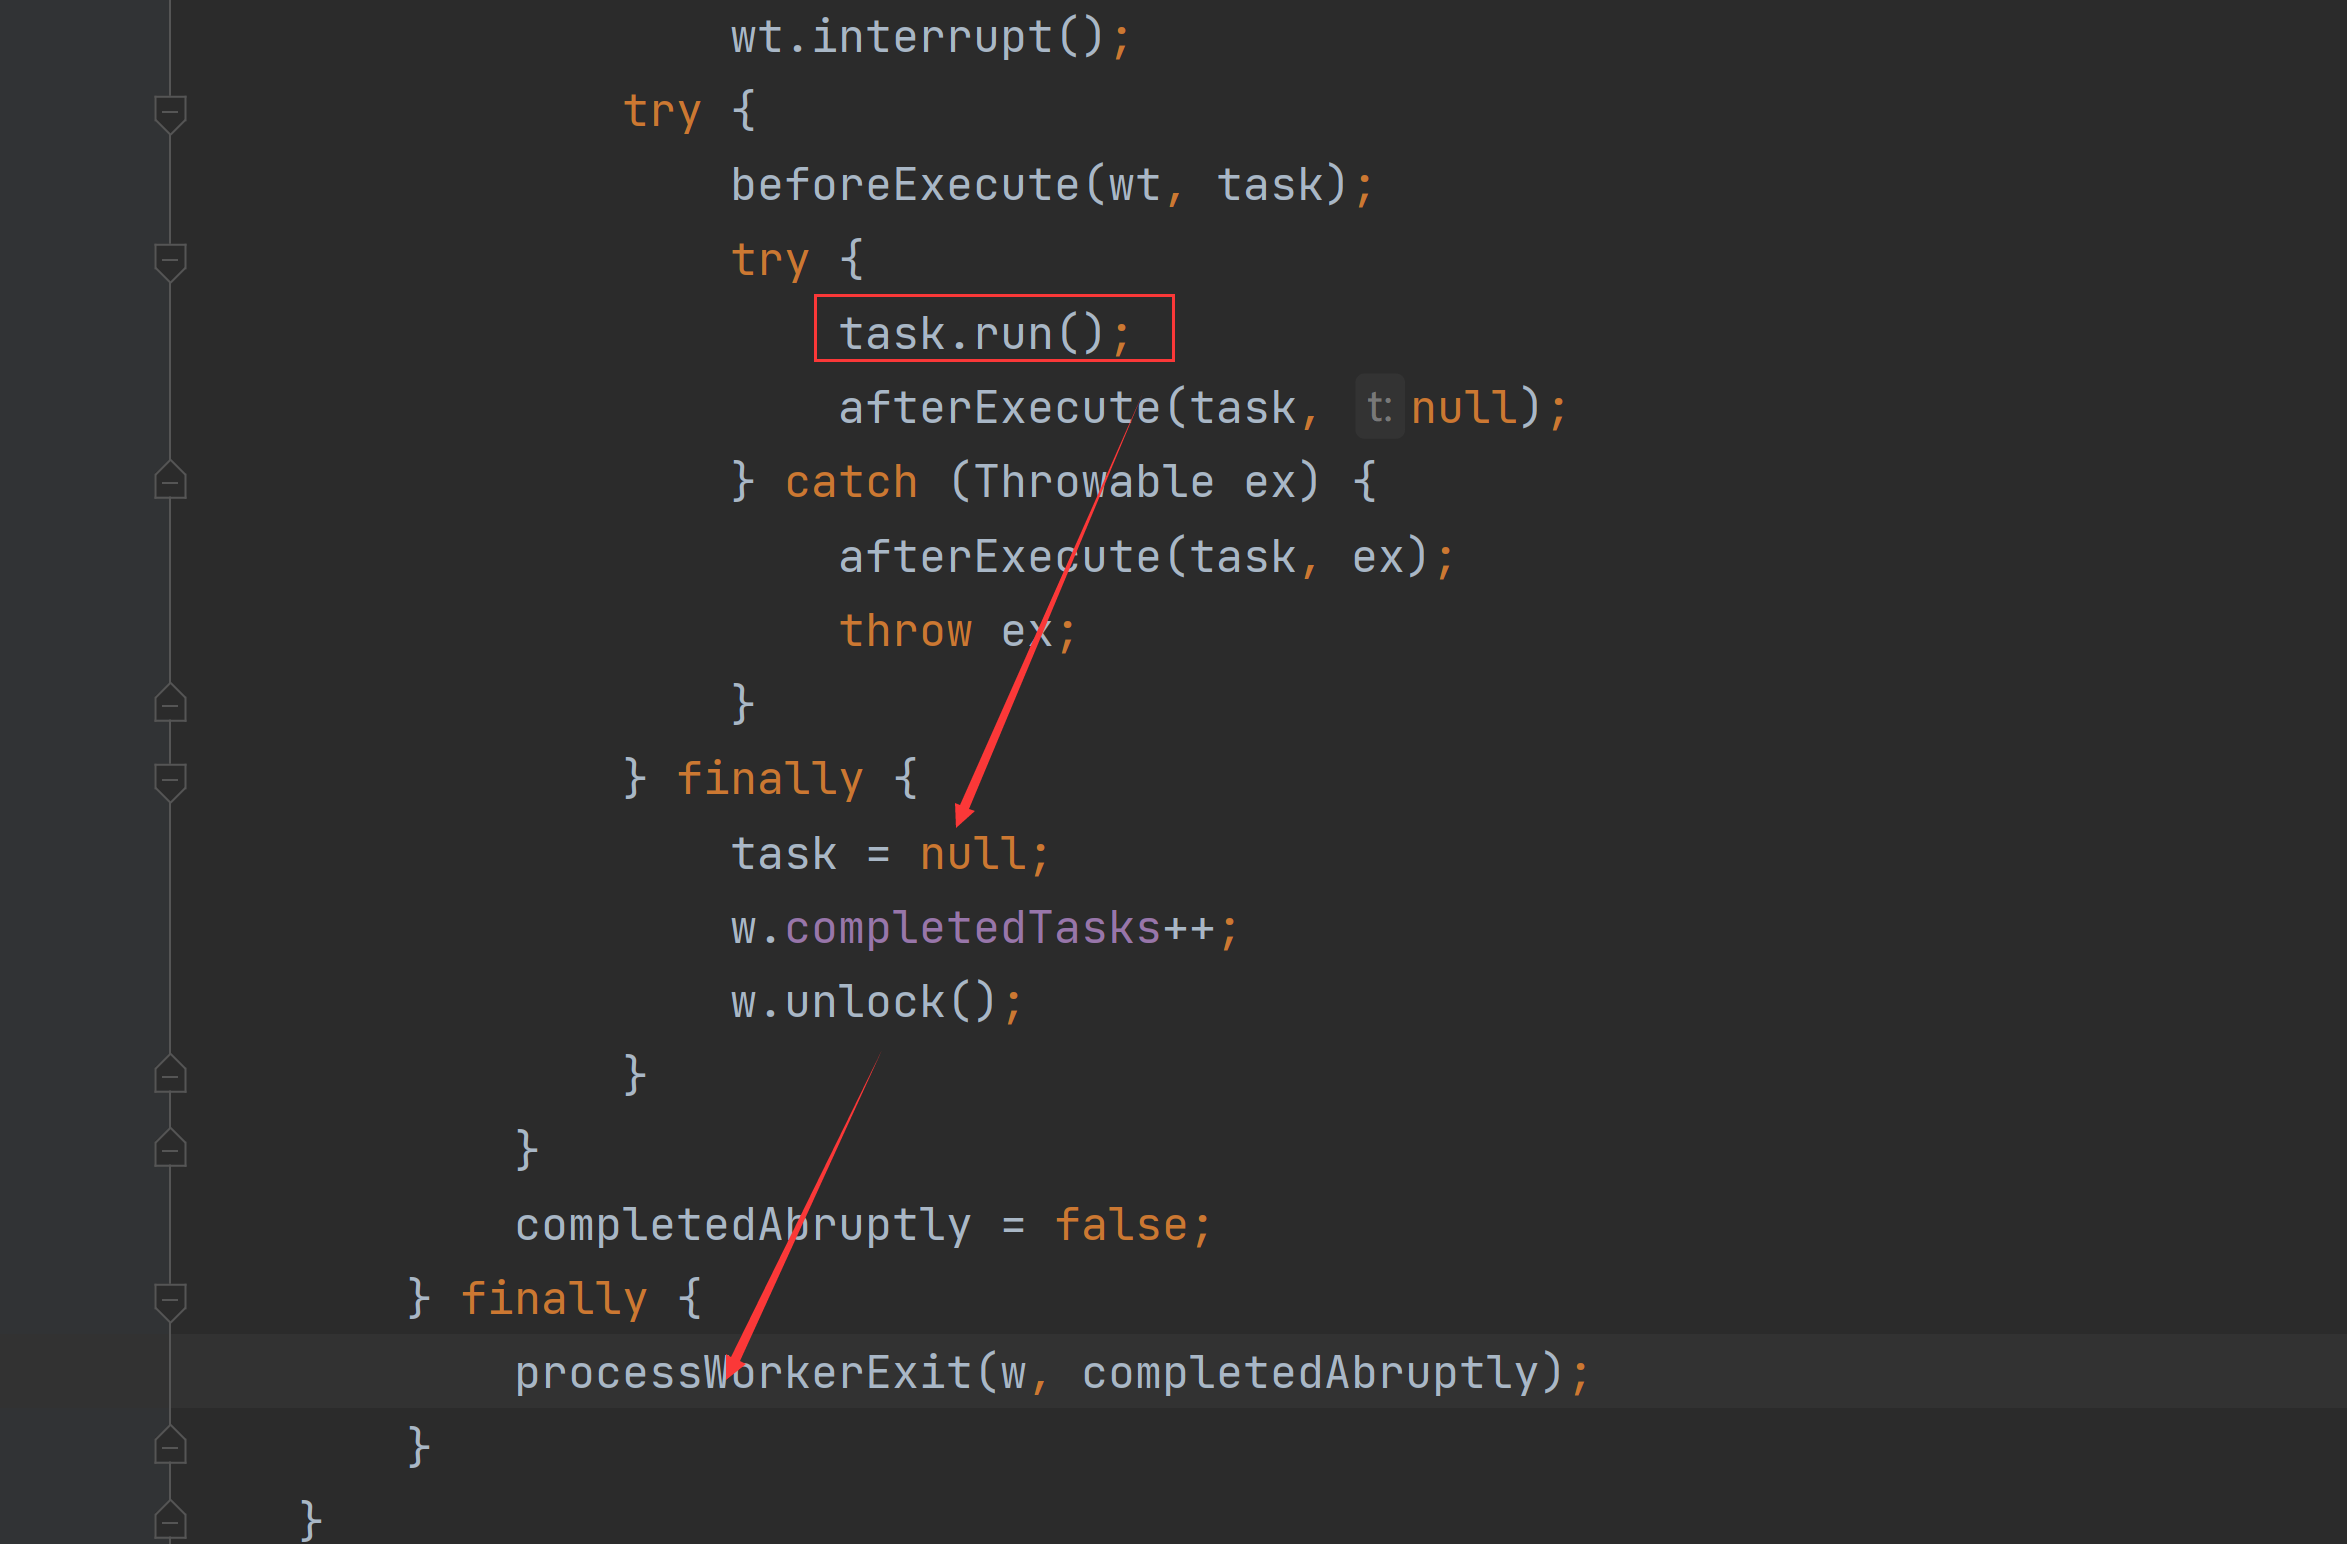 wt.interrupt();
try {
beforeExecute(wt, task);
try {
task.run();
afterExecute(task, t: null);
} catch (Throwable ex) {
afterExecute(task, ex);
throw ex;
}
} finally {
task = null;
w.completedTasks++;
w.unlock();
}
}
completedAbruptly = false;
} finally {
processWorkerExit(w, completedAbruptly);
}
}